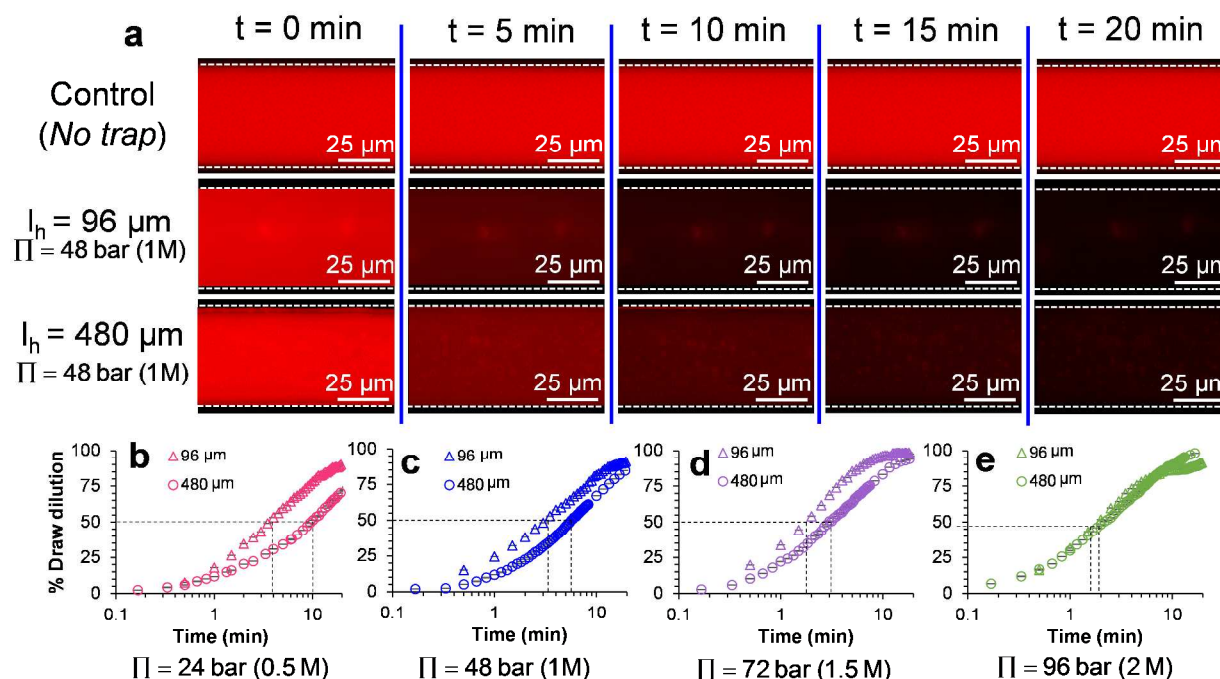 a
t = 0 min
t = 5 min
t = 10 min
t = 15 min
t = 20 min
Control
(No trap)
25 µm
25 µm
25 µm
25 µm
25 µm
lh = 96 µm
Π = 48 bar (1M)
25 µm
25 µm
25 µm
25 µm
25 µm
lh = 480 µm
Π = 48 bar (1M)
25 µm
25 µm
25 µm
25 µm
25 µm
% Draw dilution
100
75
50
25
0
b
96 µm
480 µm
0.1
1
10
Time (min)
Π = 24 bar (0.5 M)
100
75
50
25
0
c
96 µm
480 µm
0.1
1
10
Time (min)
Π = 48 bar (1M)
100
75
50
25
0
d
96 µm
480 µm
0.1
1
10
Time (min)
Π = 72 bar (1.5 M)
100
75
50
25
0
e
96 µm
480 µm
0.1
1
10
Time (min)
Π = 96 bar (2 M)